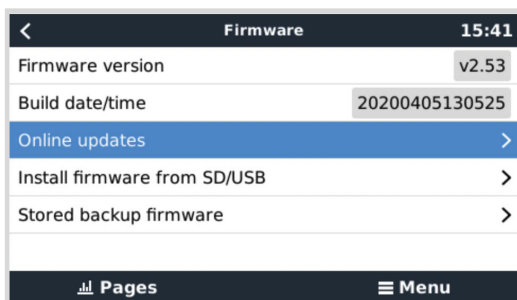 Firmware 15:41
Firmware version v2.53
Build date/time 20200405130525
Online updates
Install firmware from SD/USB
Stored backup firmware
Pages Menu